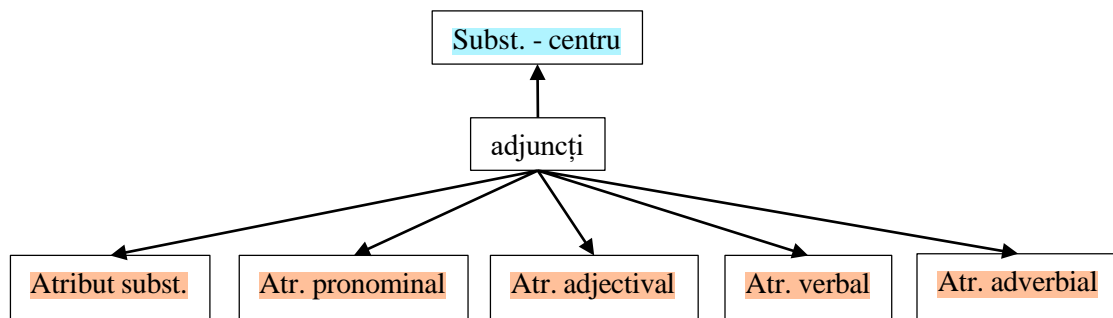 Subst. - centru
adjuncți
Atribut subst.
Atr. pronominal
Atr. adjectival
Atr. verbal
Atr. adverbial